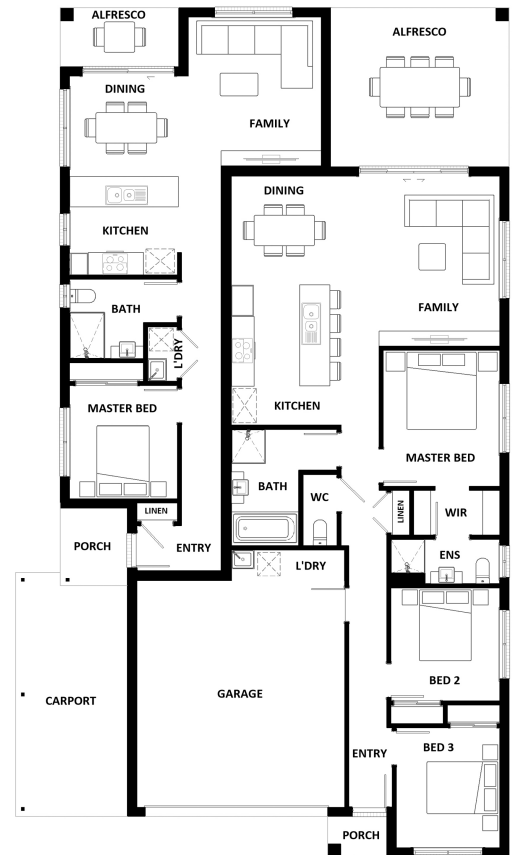 ALFRESCO
ALFRESCO
DINING
FAMILY
DINING
KITCHEN
FAMILY
BATH
L'DRY
MASTER BED
KITCHEN
MASTER BED
BATH
WC
LINEN
WIR
LINEN
PORCH
ENTRY
ENS
L'DRY
BED 2
GARAGE
CARPORT
ENTRY
BED 3
PORCH